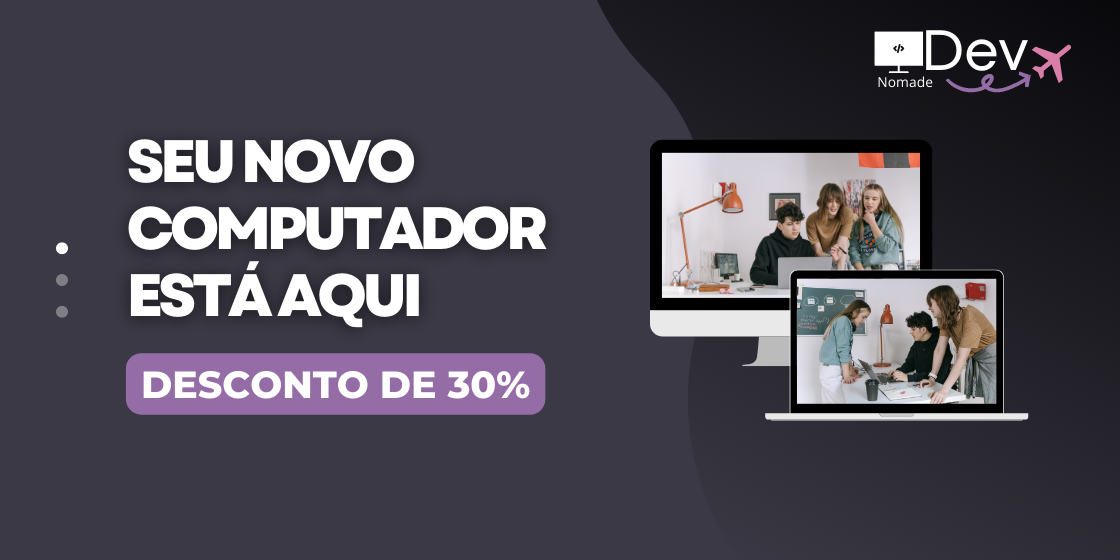 </> Dev
Nomade
SEU NOVO
COMPUTADOR
ESTÁ AQUI
DESCONTO DE 30%